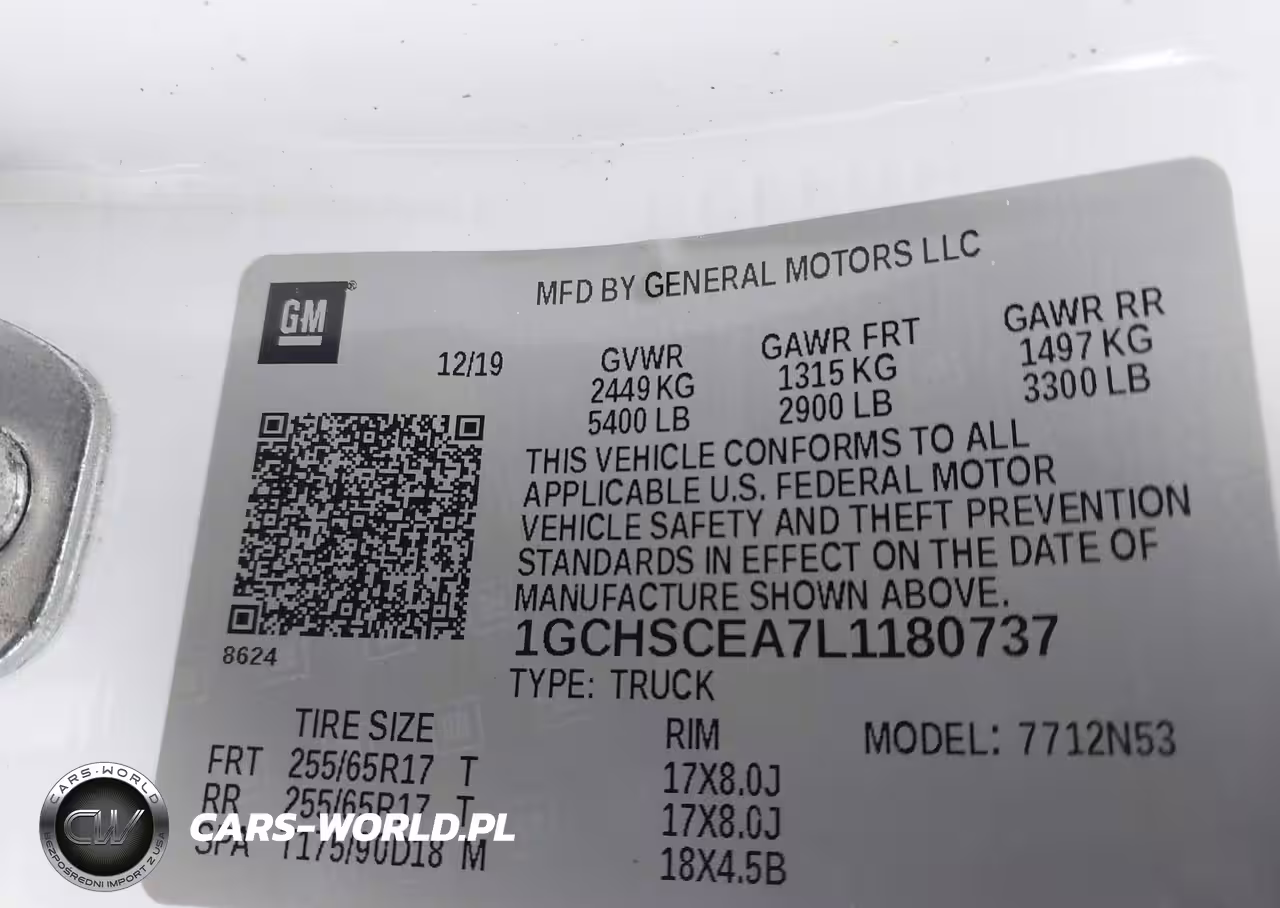 MFD BY GENERAL MOTORS LLC
GM®
12/19
GVWR
2449 KG
5400 LB
GAWR FRT
1315 KG
2900 LB
GAWR RR
1497 KG
3300 LB
THIS VEHICLE CONFORMS TO ALL
APPLICABLE U.S. FEDERAL MOTOR
VEHICLE SAFETY AND THEFT PREVENTION
STANDARDS IN EFFECT ON THE DATE OF
MANUFACTURE SHOWN ABOVE.
8624
1GCHSCEA7L1180737
TYPE: TRUCK
TIRE SIZE RIM MODEL: 7712N53
FRT 255/65R17 T 17X8.0J
RR 255/65R17 T 17X8.0J
SPA T175/90D18 M 18X4.5B
CARS-WORLD
CW
BEZPOŚREDNI IMPORT Z USA
CARS-WORLD.PL